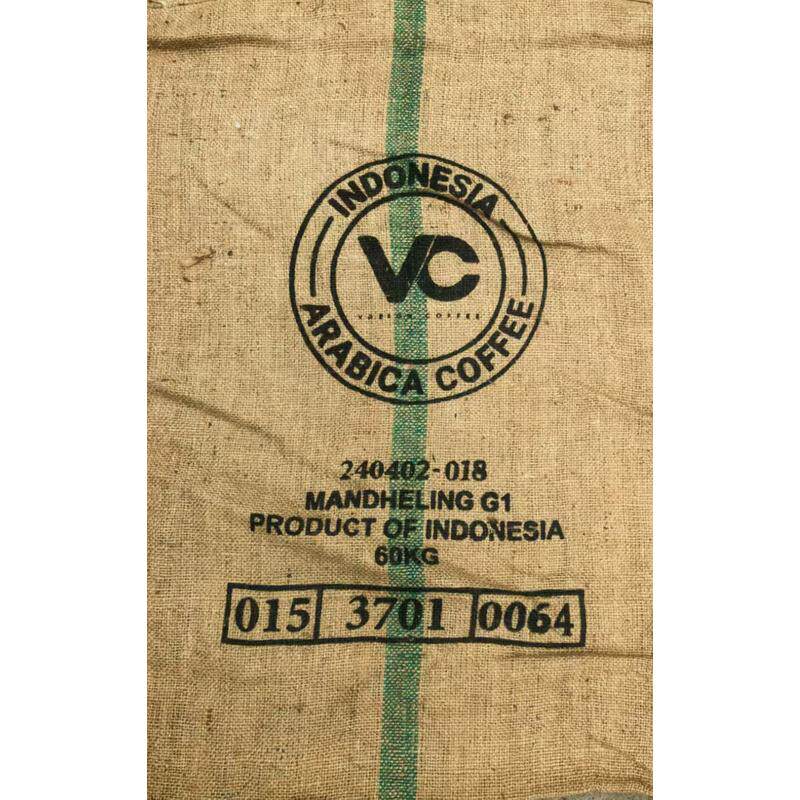 INDONESIA
VC
ARABICA COFFEE
240402-018
MANDHELING G1
PRODUCT OF INDONESIA
60KG
015 3701 0064